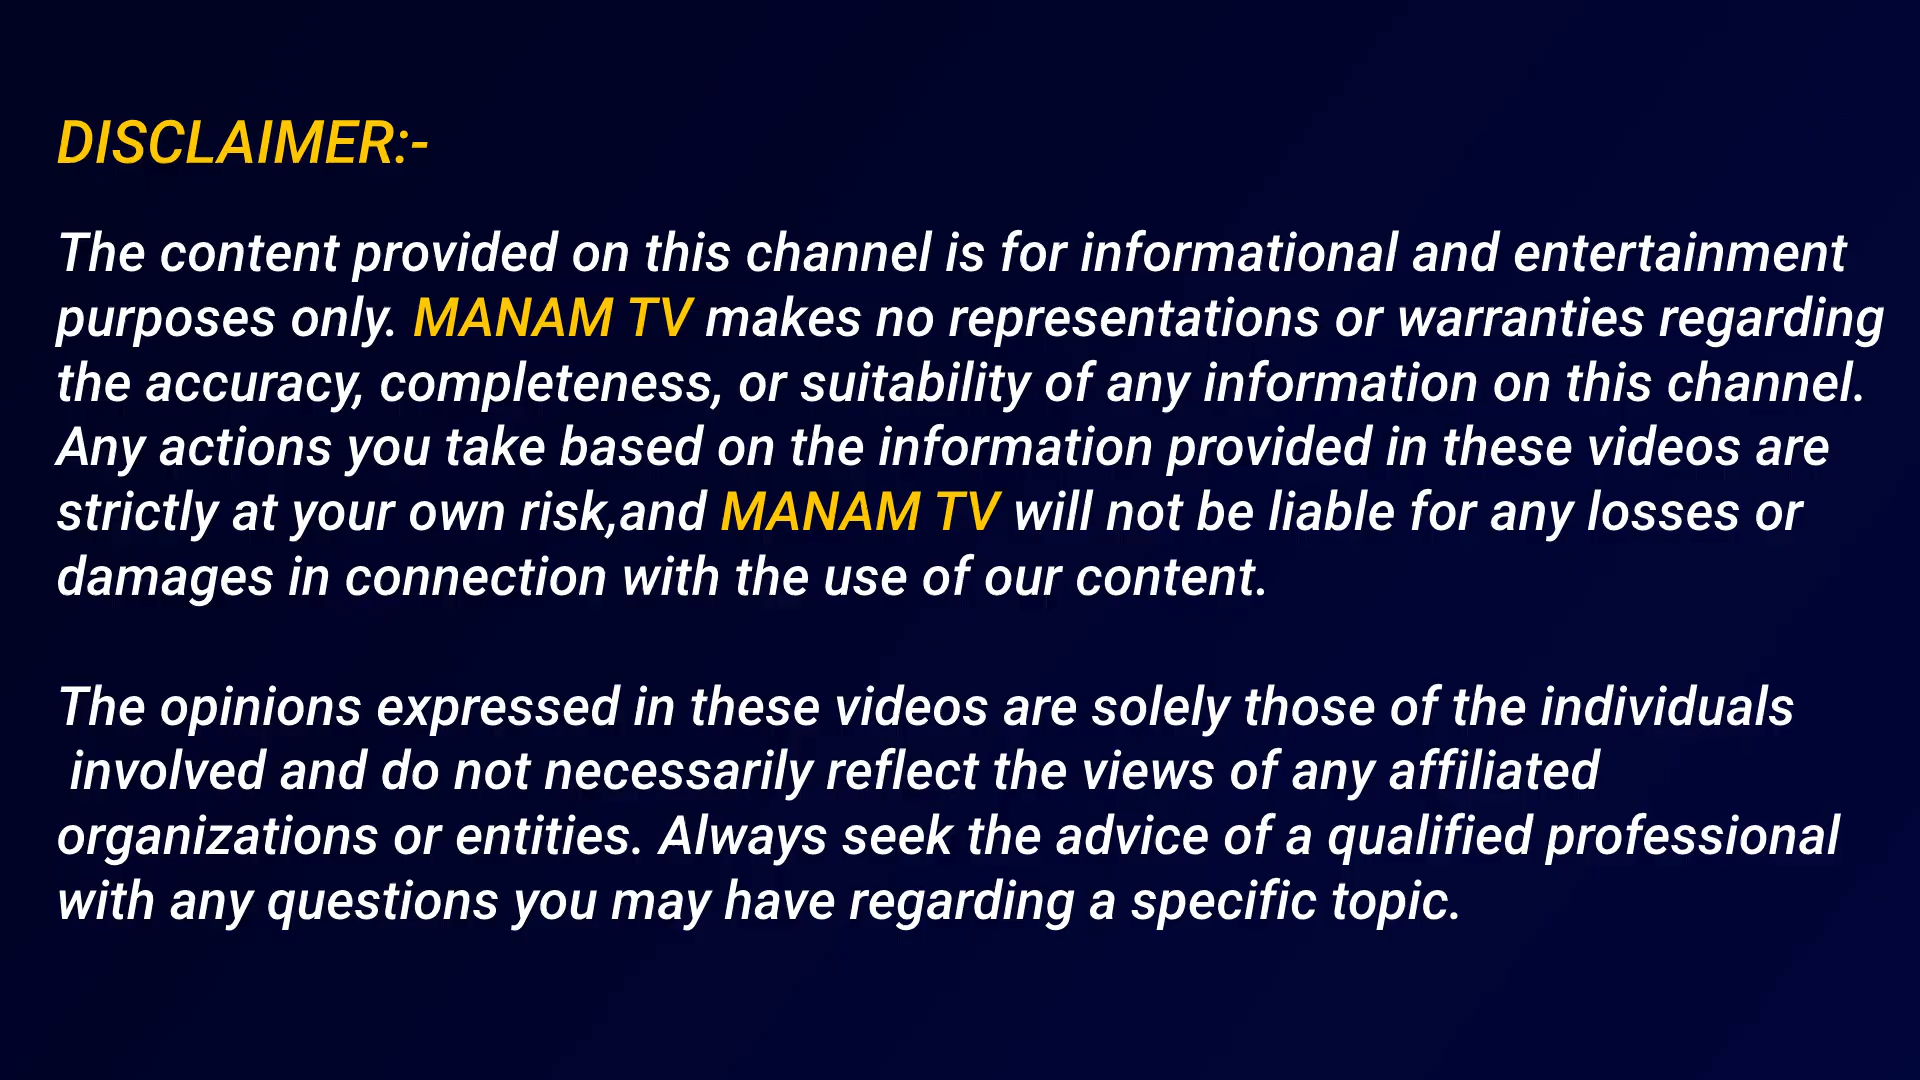 DISCLAIMER:-
The content provided on this channel is for informational and entertainment
purposes only. MANAM TV makes no representations or warranties regarding
the accuracy, completeness, or suitability of any information on this channel.
Any actions you take based on the information provided in these videos are
strictly at your own risk,and MANAM TV will not be liable for any losses or
damages in connection with the use of our content.
The opinions expressed in these videos are solely those of the individuals
involved and do not necessarily reflect the views of any affiliated
organizations or entities. Always seek the advice of a qualified professional
with any questions you may have regarding a specific topic.